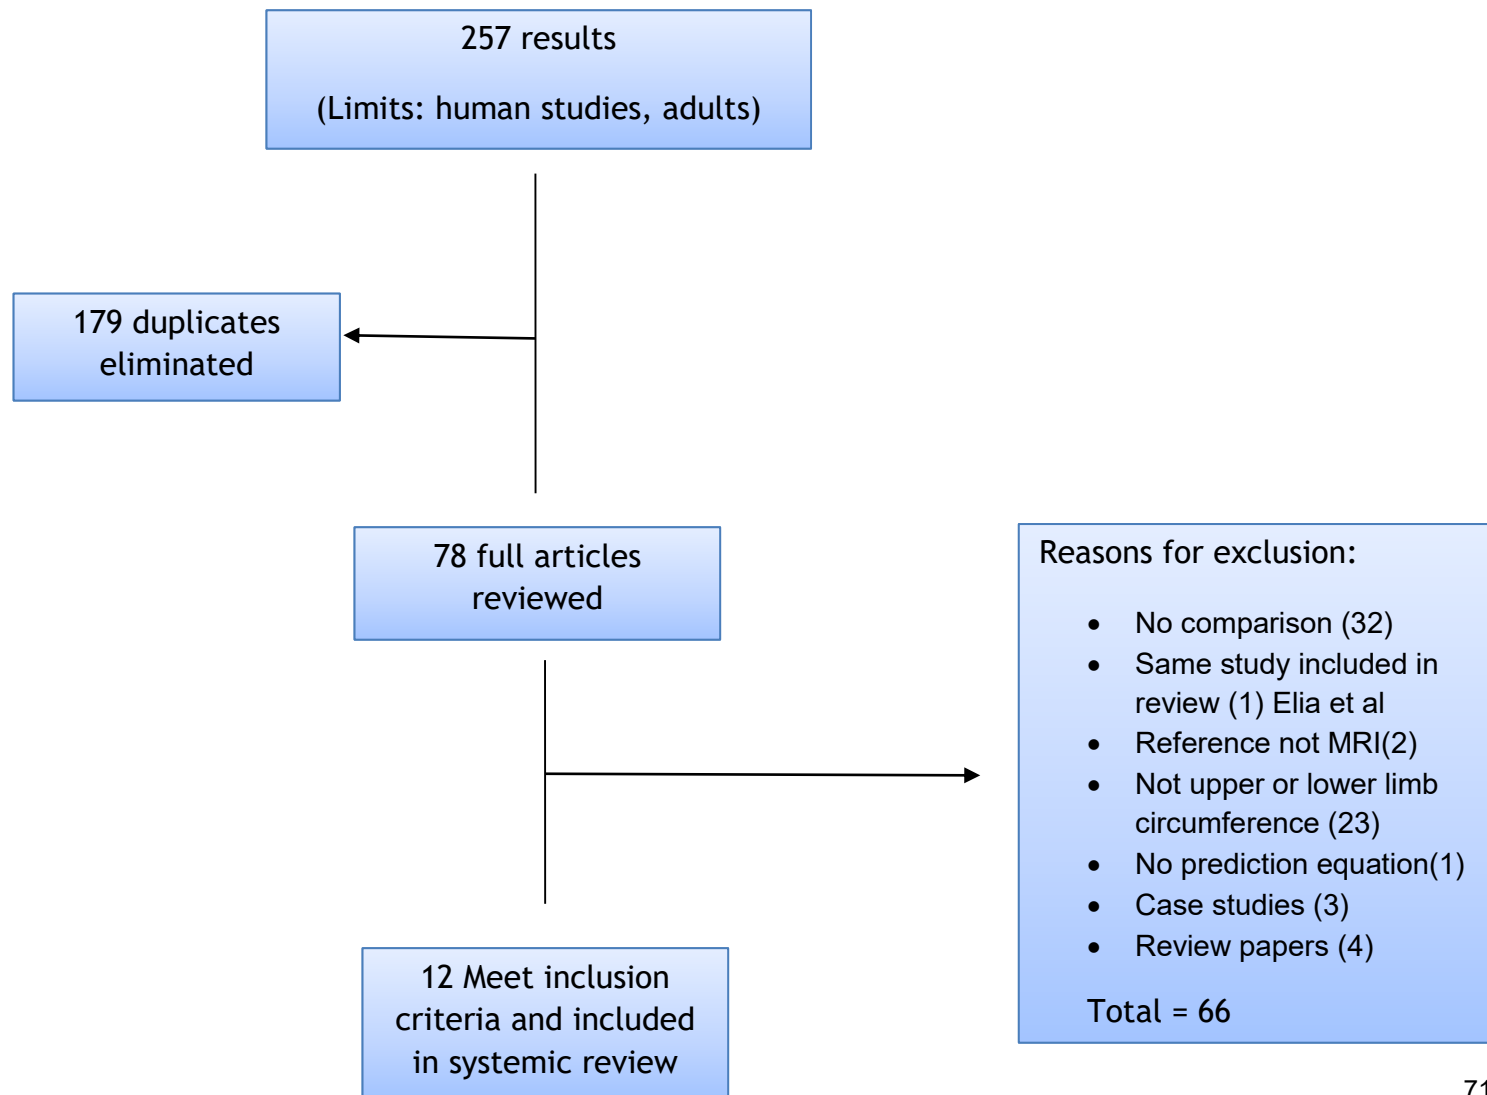 257 results
(Limits: human studies, adults)
179 duplicates
eliminated
78 full articles
reviewed
Reasons for exclusion:
• No comparison (32)
• Same study included in
review (1) Elia et al
• Reference not MRI(2)
• Not upper or lower limb
circumference (23)
• No prediction equation(1)
• Case studies (3)
• Review papers (4)
Total = 66
12 Meet inclusion
criteria and included
in systemic review
71